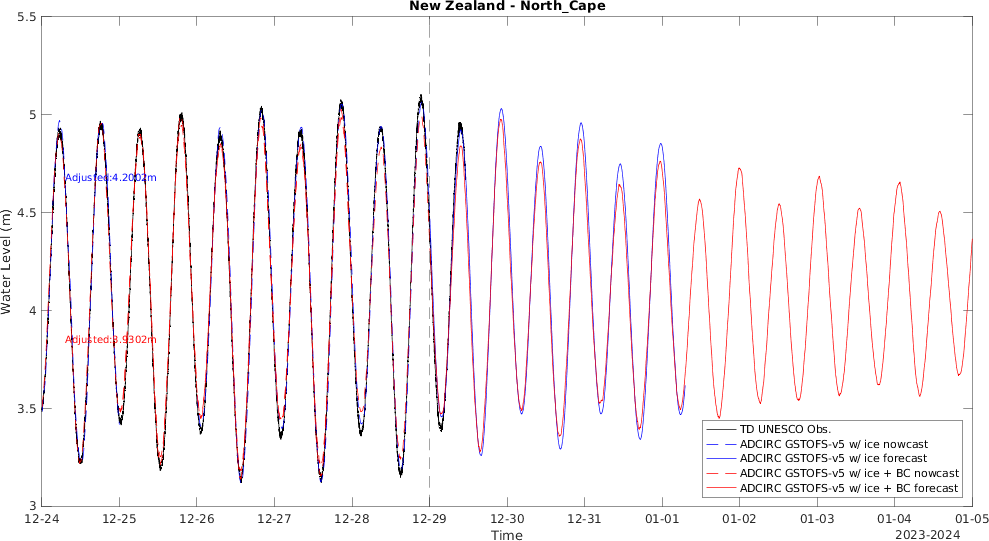 New Zealand - North_Cape
5.5
5
4.5
4
3.5
3
Water Level (m)
Adjusted:4.2002m
Adjusted:3.9302m
TD UNESCO Obs.
ADCIRC GSTOFS-v5 w/ ice nowcast
ADCIRC GSTOFS-v5 w/ ice forecast
ADCIRC GSTOFS-v5 w/ ice + BC nowcast
ADCIRC GSTOFS-v5 w/ ice + BC forecast
12-24 12-25 12-26 12-27 12-28 12-29 12-30 12-31 01-01 01-02 01-03 01-04 01-05
Time
2023-2024